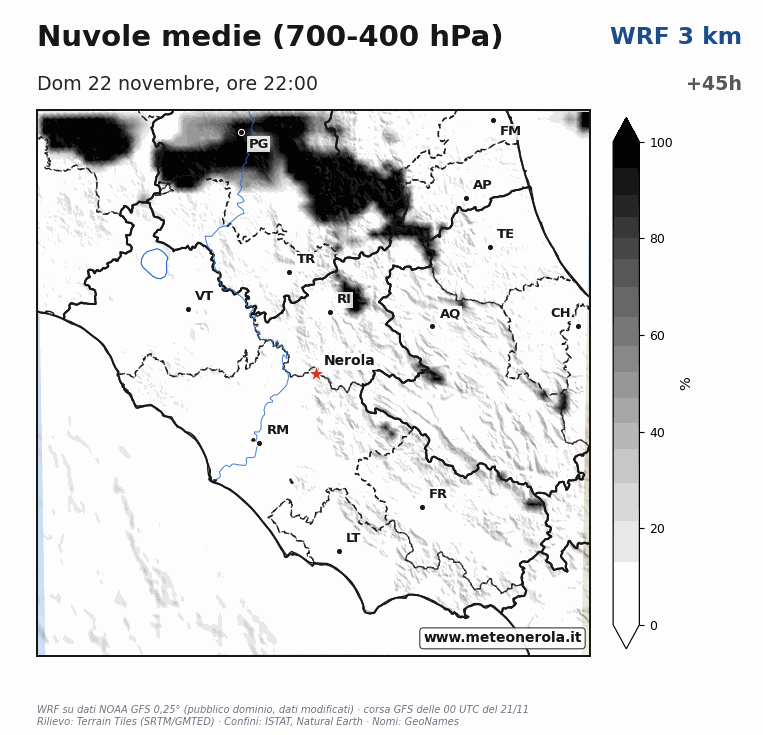 Nuvole medie (700-400 hPa)
WRF 3 km
Dom 22 novembre, ore 22:00
+45h
FM
PG
AP
TE
TR
VT
RI
AQ
CH
Nerola
RM
FR
LT
www.meteonerola.it
100
80
60
40
20
0
%
WRF su dati NOAA GFS 0,25° (pubblico dominio, dati modificati) · corsa GFS delle 00 UTC del 21/11
Rilievo: Terrain Tiles (SRTM/GMTED) · Confini: ISTAT, Natural Earth · Nomi: GeoNames